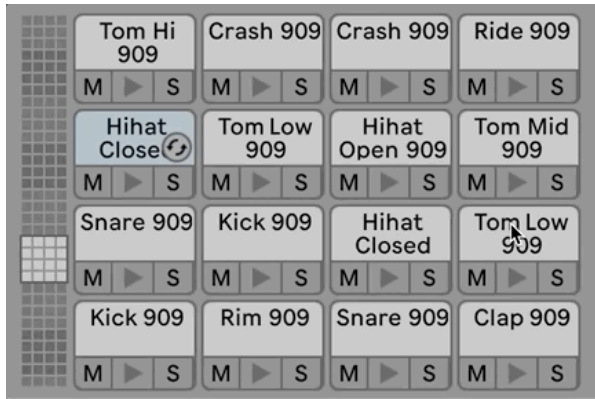 Tom Hi
909
Crash 909
Crash 909
Ride 909
M S M S M S M S
Hihat
Close
Tom Low
909
Hihat
Open 909
Tom Mid
909
M S M S M S M S
Snare 909
Kick 909
Hihat
Closed
Tom Low
909
M S M S M S M S
Kick 909
Rim 909
Snare 909
Clap 909
M S M S M S M S